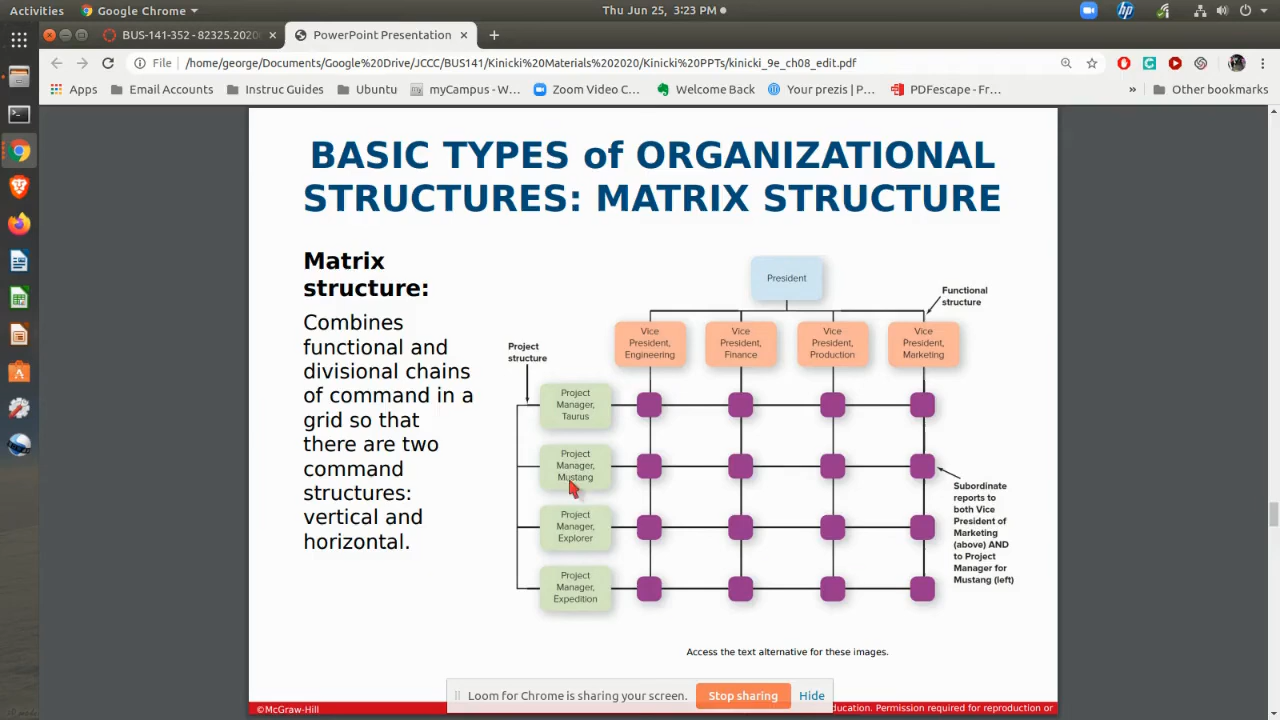 Activities
Google Chrome
Thu Jun 25, 3:23 PM
BUS-141-352 - 82325.2020
PowerPoint Presentation
File
/home/george/Documents/Google%20Drive/JCCC/BUS141/Kinicki%20Materials%202020/Kinicki%20PPTs/kinicki_9e_ch08_edit.pdf
Apps
Email Accounts
Instruc Guides
Ubuntu
myCampus - W...
Zoom Video C...
Welcome Back
Your prezis | P...
PDFescape - Fr...
»
Other bookmarks
BASIC TYPES of ORGANIZATIONAL
STRUCTURES: MATRIX STRUCTURE
Matrix
structure:
Combines
functional and
divisional chains
of command in a
grid so that
there are two
command
structures:
vertical and
horizontal.
President
Functional
structure
Vice
President,
Engineering
Vice
President,
Finance
Vice
President,
Production
Vice
President,
Marketing
Project
structure
Project
Manager,
Taurus
Project
Manager,
Mustang
Project
Manager,
Explorer
Project
Manager,
Expedition
Subordinate
reports to
both Vice
President of
Marketing
(above) AND
to Project
Manager for
Mustang (left)
Access the text alternative for these images.
Loom for Chrome is sharing your screen.
Stop sharing
Hide
©McGraw-Hill
ducation. Permission required for reproduction or